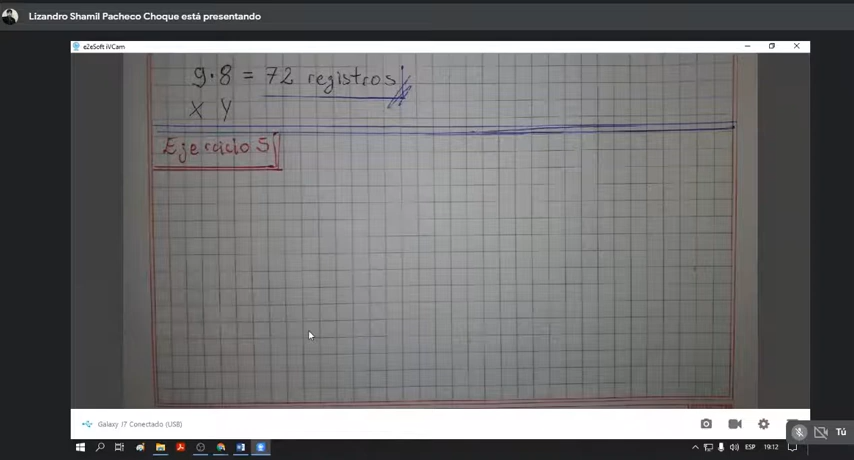 Lizandro Shamil Pacheco Choque está presentando
e2eSoft iVCam
9·8 = 72 registros
X Y
Ejercicio 5
Galaxy J7 Conectado (USB)
Tú
ESP
19:12